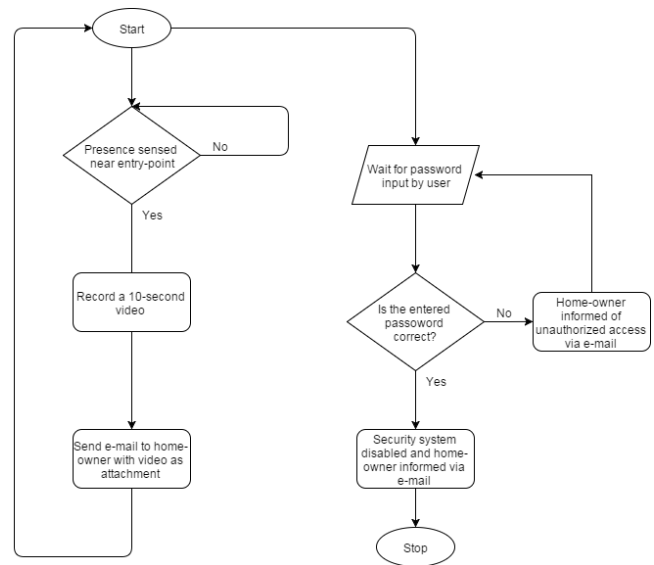 Start
Presence sensed
near entry-point
No
Yes
Record a 10-second
video
Send e-mail to home-
owner with video as
attachment
Wait for password
input by user
Is the entered
passoword
correct?
No
Home-owner
informed of
unauthorized access
via e-mail
Yes
Security system
disabled and home-
owner informed via
e-mail
Stop